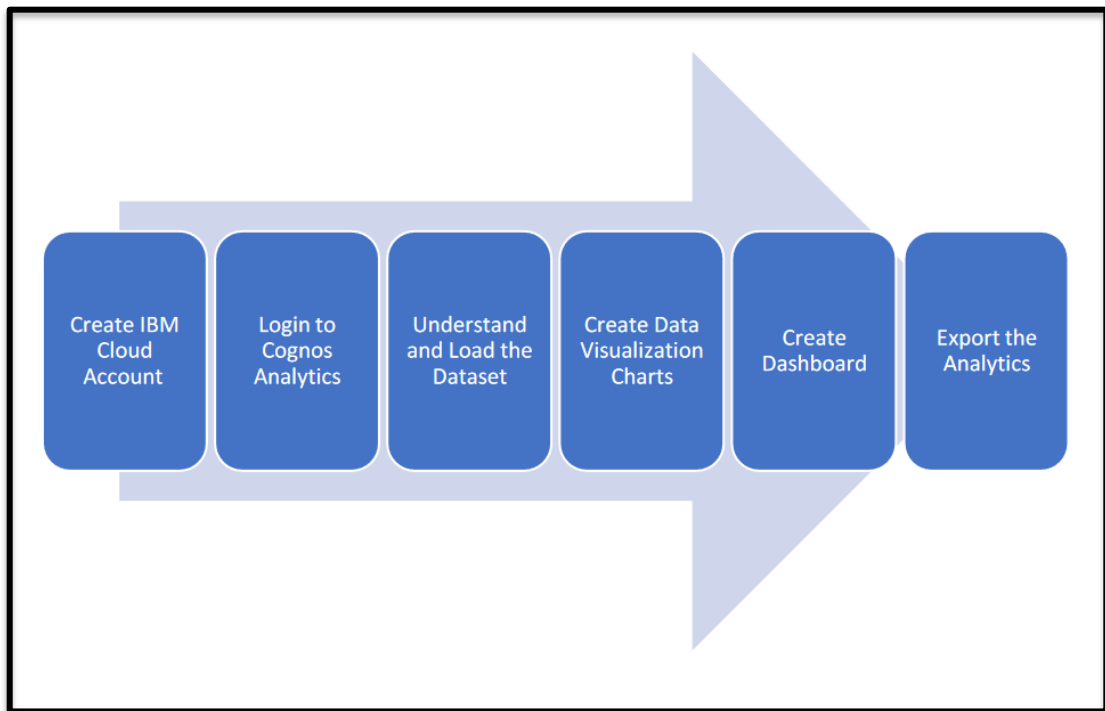 Create IBM
Cloud
Account
Login to
Cognos
Analytics
Understand
and Load the
Dataset
Create Data
Visualization
Charts
Create
Dashboard
Export the
Analytics